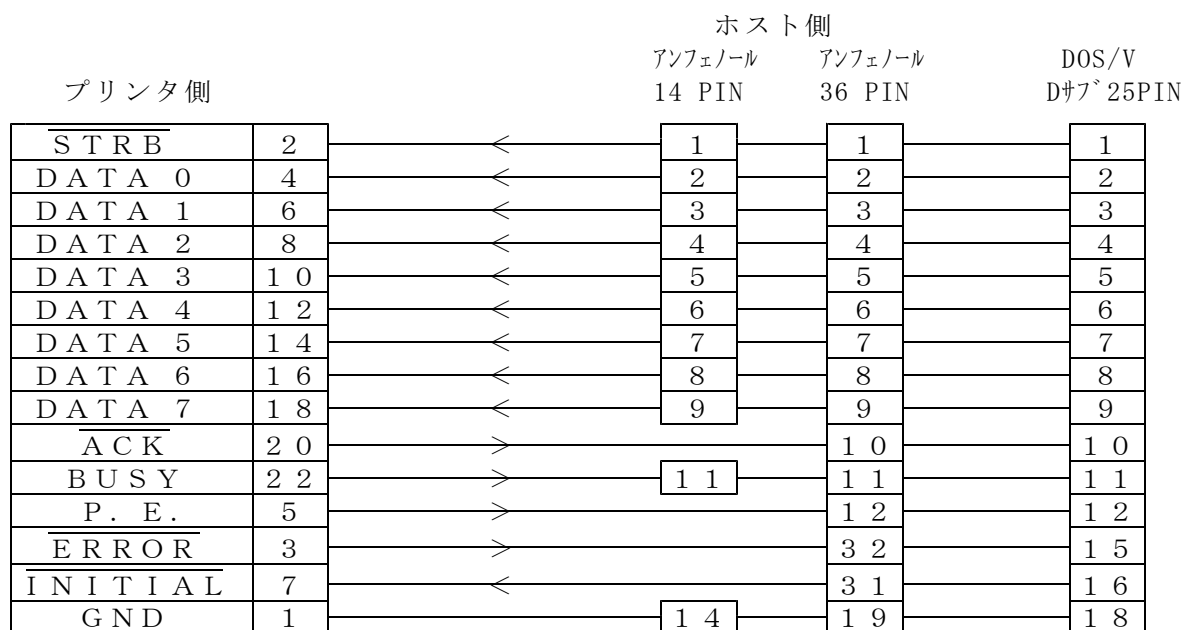 ホスト側
ｱﾝﾌｪﾉｰﾙ ｱﾝﾌｪﾉｰﾙ DOS/V
プリンタ側 14 PIN 36 PIN Dｻﾌﾞ25PIN
STRB 2 1 1 1
DATA 0 4 2 2 2
DATA 1 6 3 3 3
DATA 2 8 4 4 4
DATA 3 10 5 5 5
DATA 4 12 6 6 6
DATA 5 14 7 7 7
DATA 6 16 8 8 8
DATA 7 18 9 9 9
ACK 20 10 10
BUSY 22 11 11 11
P. E. 5 12 12
ERROR 3 32 15
INITIAL 7 31 16
GND 1 14 19 18